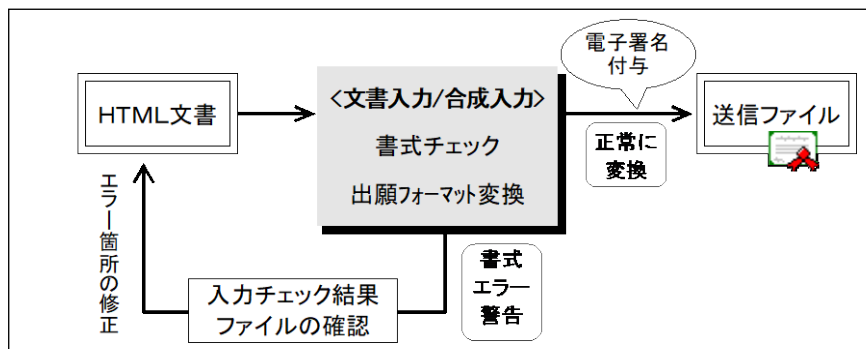 電子署名
付与
HTML文書
<文書入力/合成入力>
書式チェック
出願フォーマット変換
正常に
変換
送信ファイル
エラー箇所の修正
入力チェック結果
ファイルの確認
書式
エラー
警告